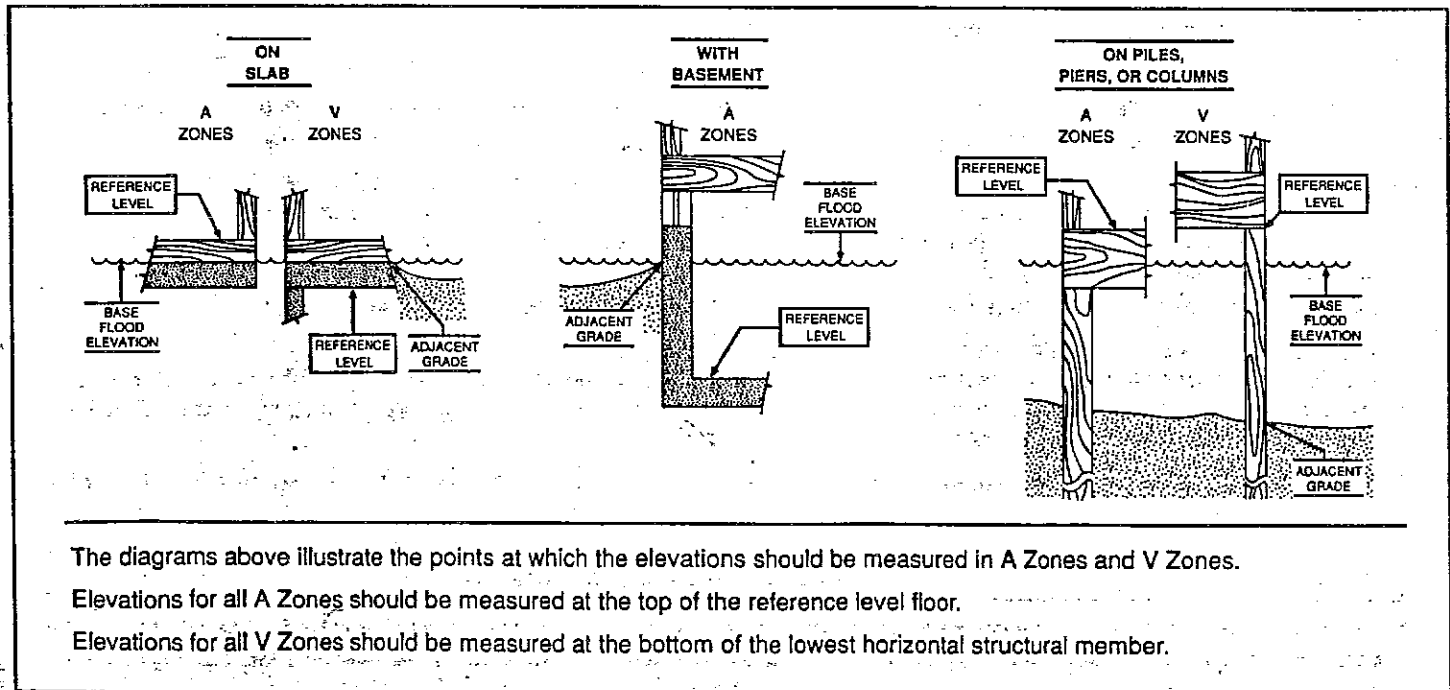 ON
SLAB
A
ZONES
V
ZONES
REFERENCE
LEVEL
BASE
FLOOD
ELEVATION
REFERENCE
LEVEL
ADJACENT
GRADE
WITH
BASEMENT
A
ZONES
BASE
FLOOD
ELEVATION
ADJACENT
GRADE
REFERENCE
LEVEL
ON PILES,
PIERS, OR COLUMNS
A
ZONES
V
ZONES
REFERENCE
LEVEL
REFERENCE
LEVEL
BASE
FLOOD
ELEVATION
ADJACENT
GRADE
The diagrams above illustrate the points at which the elevations should be measured in A Zones and V Zones.
Elevations for all A Zones should be measured at the top of the reference level floor.
Elevations for all V Zones should be measured at the bottom of the lowest horizontal structural member.